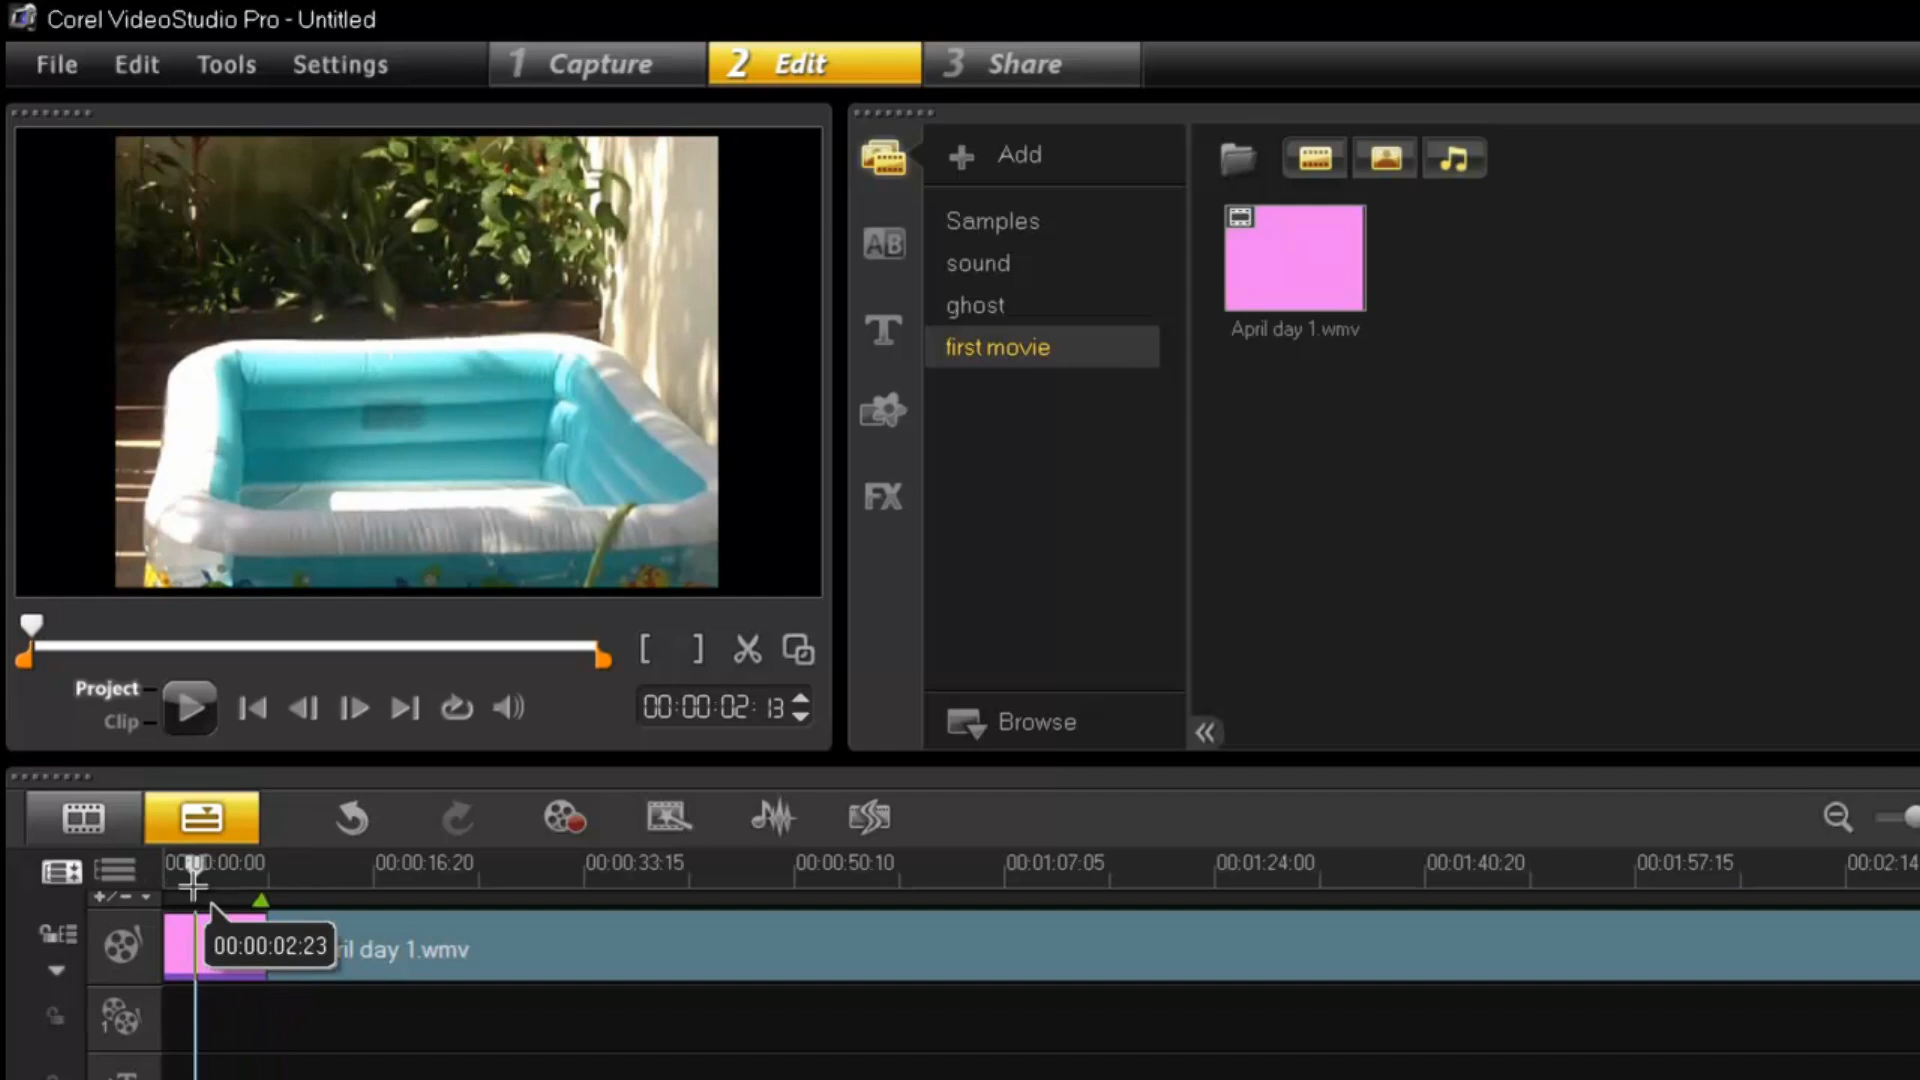 Corel VideoStudio Pro - Untitled
File Edit Tools Settings 1 Capture 2 Edit 3 Share
Add
Samples
sound
ghost
first movie
April day 1.wmv
Browse
Project
Clip
00:00:02:13
AB
T
FX
00:00:00:00 00:00:16:20 00:00:33:15 00:00:50:10 00:01:07:05 00:01:24:00 00:01:40:20 00:01:57:15 00:02:14
+/-
00:00:02:23
ril day 1.wmv
1